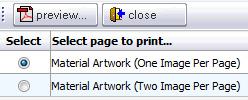 preview... close
Select Select page to print...
Material Artwork (One Image Per Page)
Material Artwork (Two Image Per Page)